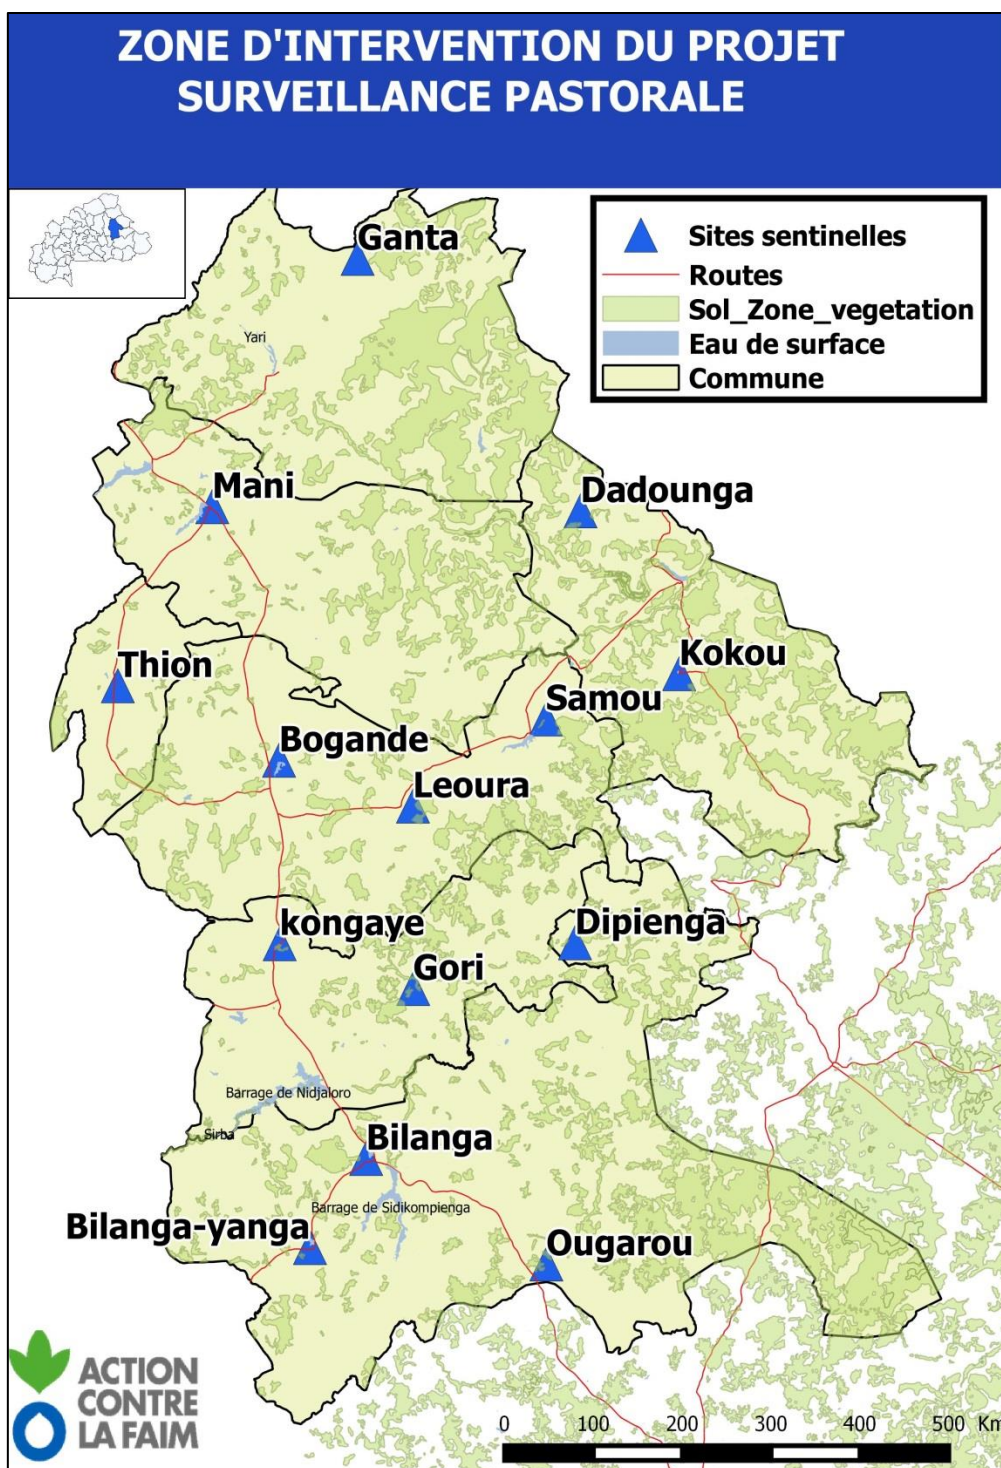 ZONE D'INTERVENTION DU PROJET
SURVEILLANCE PASTORALE
Sites sentinelles
Routes
Sol_Zone_vegetation
Eau de surface
Commune
Ganta
Yari
Mani
Dadounga
Thion
Kokou
Samou
Bogande
Leoura
kongaye
Dipienga
Gori
Barrage de Nidjaloro
Sirba
Bilanga
Barrage de Sidikompienga
Bilanga-yanga
Ougarou
ACTION
CONTRE
LA FAIM
0 100 200 300 400 500 Km